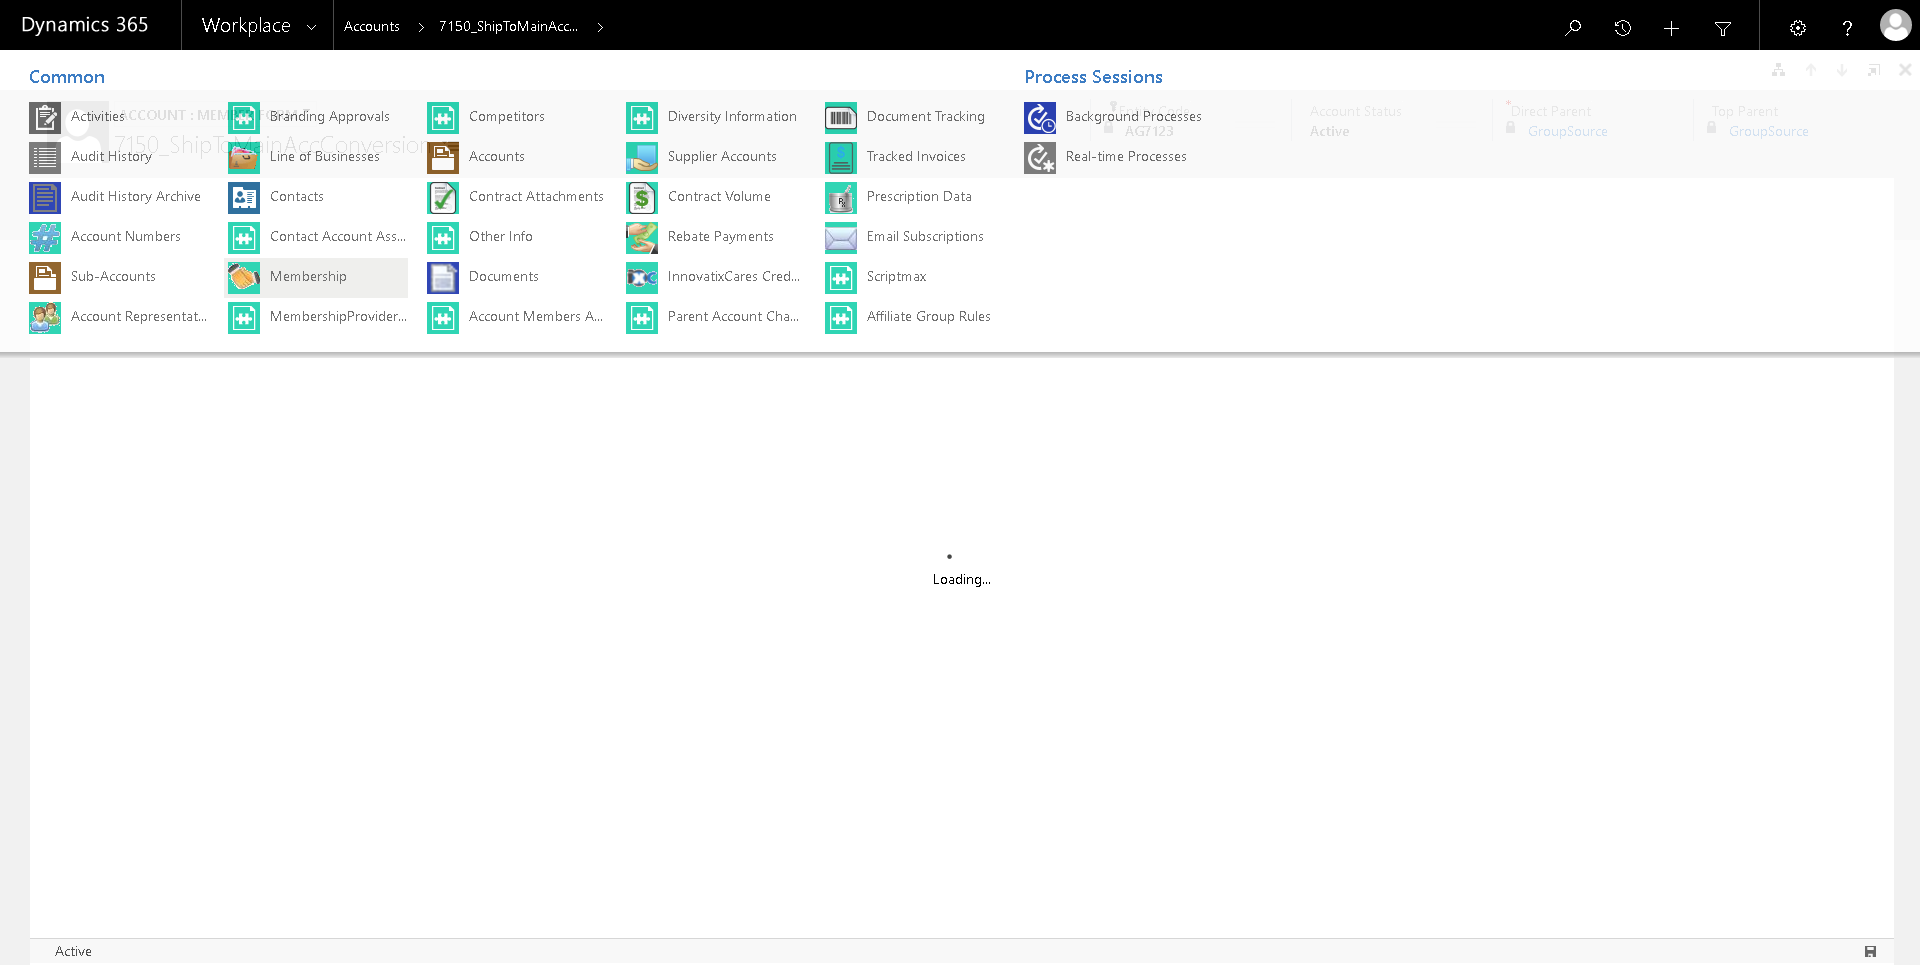 Dynamics 365
Workplace
Accounts
7150_ShipToMainAcc...
Common
Process Sessions
Activities
Branding Approvals
Competitors
Diversity Information
Document Tracking
Background Processes
Audit History
Line of Businesses
Accounts
Supplier Accounts
Tracked Invoices
Real-time Processes
Audit History Archive
Contacts
Contract Attachments
Contract Volume
Prescription Data
Account Numbers
Contact Account Ass...
Other Info
Rebate Payments
Email Subscriptions
Sub-Accounts
Membership
Documents
InnovatixCares Cred...
Scriptmax
Account Representat...
MembershipProvider...
Account Members A...
Parent Account Cha...
Affiliate Group Rules
ACCOUNT : MEMBER FORM
7150_ShipToMainAccConversion
Entity Code
AG7123
Account Status
Active
*Direct Parent
GroupSource
Top Parent
GroupSource
Loading...
Active